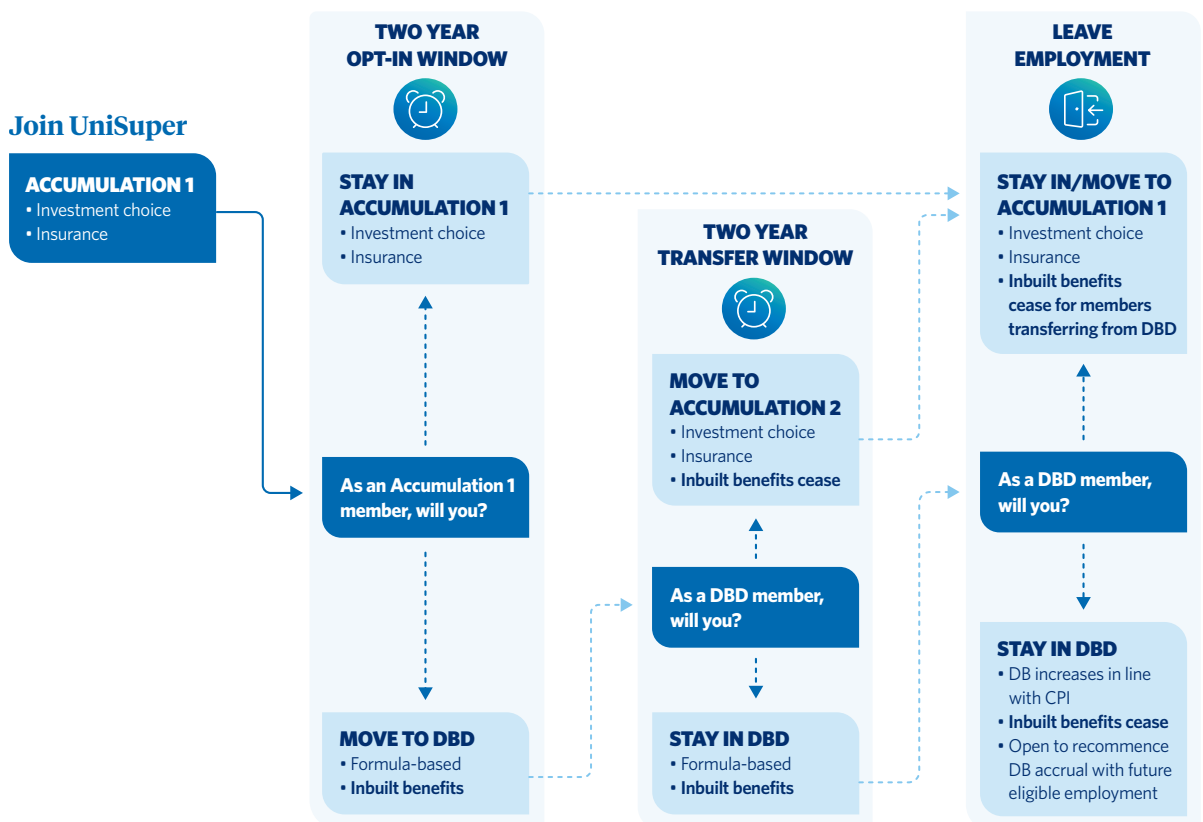 Join UniSuper
ACCUMULATION 1
• Investment choice
• Insurance
TWO YEAR
OPT-IN WINDOW
STAY IN
ACCUMULATION 1
• Investment choice
• Insurance
As an Accumulation 1
member, will you?
MOVE TO DBD
• Formula-based
• Inbuilt benefits
TWO YEAR
TRANSFER WINDOW
MOVE TO
ACCUMULATION 2
• Investment choice
• Insurance
• Inbuilt benefits cease
As a DBD member,
will you?
STAY IN DBD
• Formula-based
• Inbuilt benefits
LEAVE
EMPLOYMENT
STAY IN/MOVE TO
ACCUMULATION 1
• Investment choice
• Insurance
• Inbuilt benefits
cease for members
transferring from DBD
As a DBD member,
will you?
STAY IN DBD
• DB increases in line
with CPI
• Inbuilt benefits cease
• Open to recommence
DB accrual with future
eligible employment